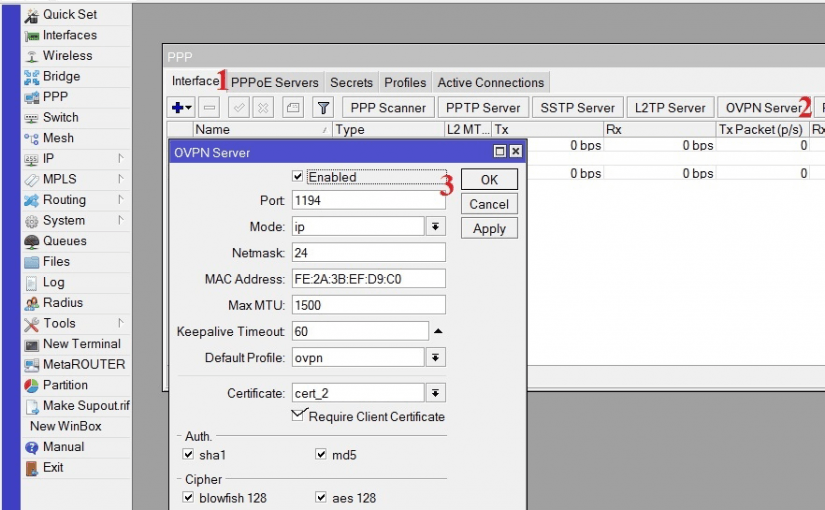 Quick Set
Interfaces
Wireless
Bridge
PPP
Switch
Mesh
IP
MPLS
Routing
System
Queues
Files
Log
Radius
Tools
New Terminal
MetaROUTER
Partition
Make Supout.rif
New WinBox
Manual
Exit
PPP
Interface 1 PPPoE Servers Secrets Profiles Active Connections
PPP Scanner PPTP Server SSTP Server L2TP Server OVPN Server 2
Name Type L2 MT... Tx Rx Tx Packet (p/s) Rx
0 bps 0 bps 0
0 bps 0 bps 0
OVPN Server
Enabled 3 OK
Port: 1194 Cancel
Mode: ip Apply
Netmask: 24
MAC Address: FE:2A:3B:EF:D9:C0
Max MTU: 1500
Keepalive Timeout: 60
Default Profile: ovpn
Certificate: cert_2
Require Client Certificate
Auth.
sha1 md5
Cipher
blowfish 128 aes 128